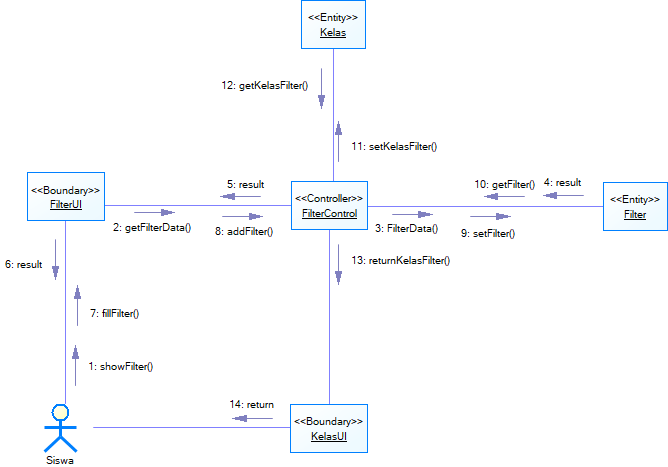 <<Entity>>
Kelas
12: getKelasFilter()
11: setKelasFilter()
<<Boundary>>
FilterUI
5: result
<<Controller>>
FilterControl
10: getFilter()
4: result
<<Entity>>
Filter
2: getFilterData()
8: addFilter()
3: FilterData()
9: setFilter()
6: result
13: returnKelasFilter()
7: fillFilter()
1: showFilter()
14: return
<<Boundary>>
KelasUI
Siswa